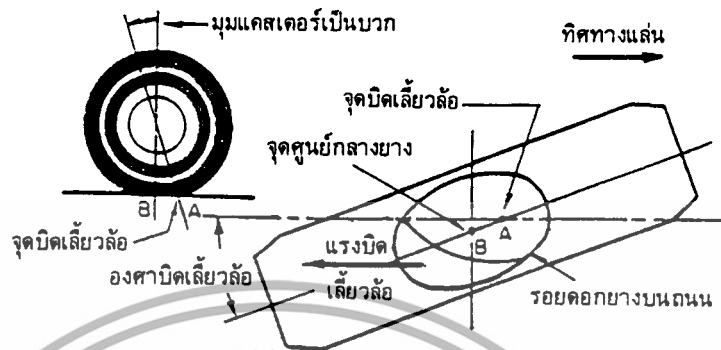 มุมแคสเตอร์เป็นบวก
ทิศทางแล่น
จุดบิดเลี้ยวล้อ
จุดศูนย์กลางยาง
B A
A
B
จุดบิดเลี้ยวล้อ
แรงบิด
องศาบิดเลี้ยวล้อ
เลี้ยวล้อ
รอยดอกยางบนถนน